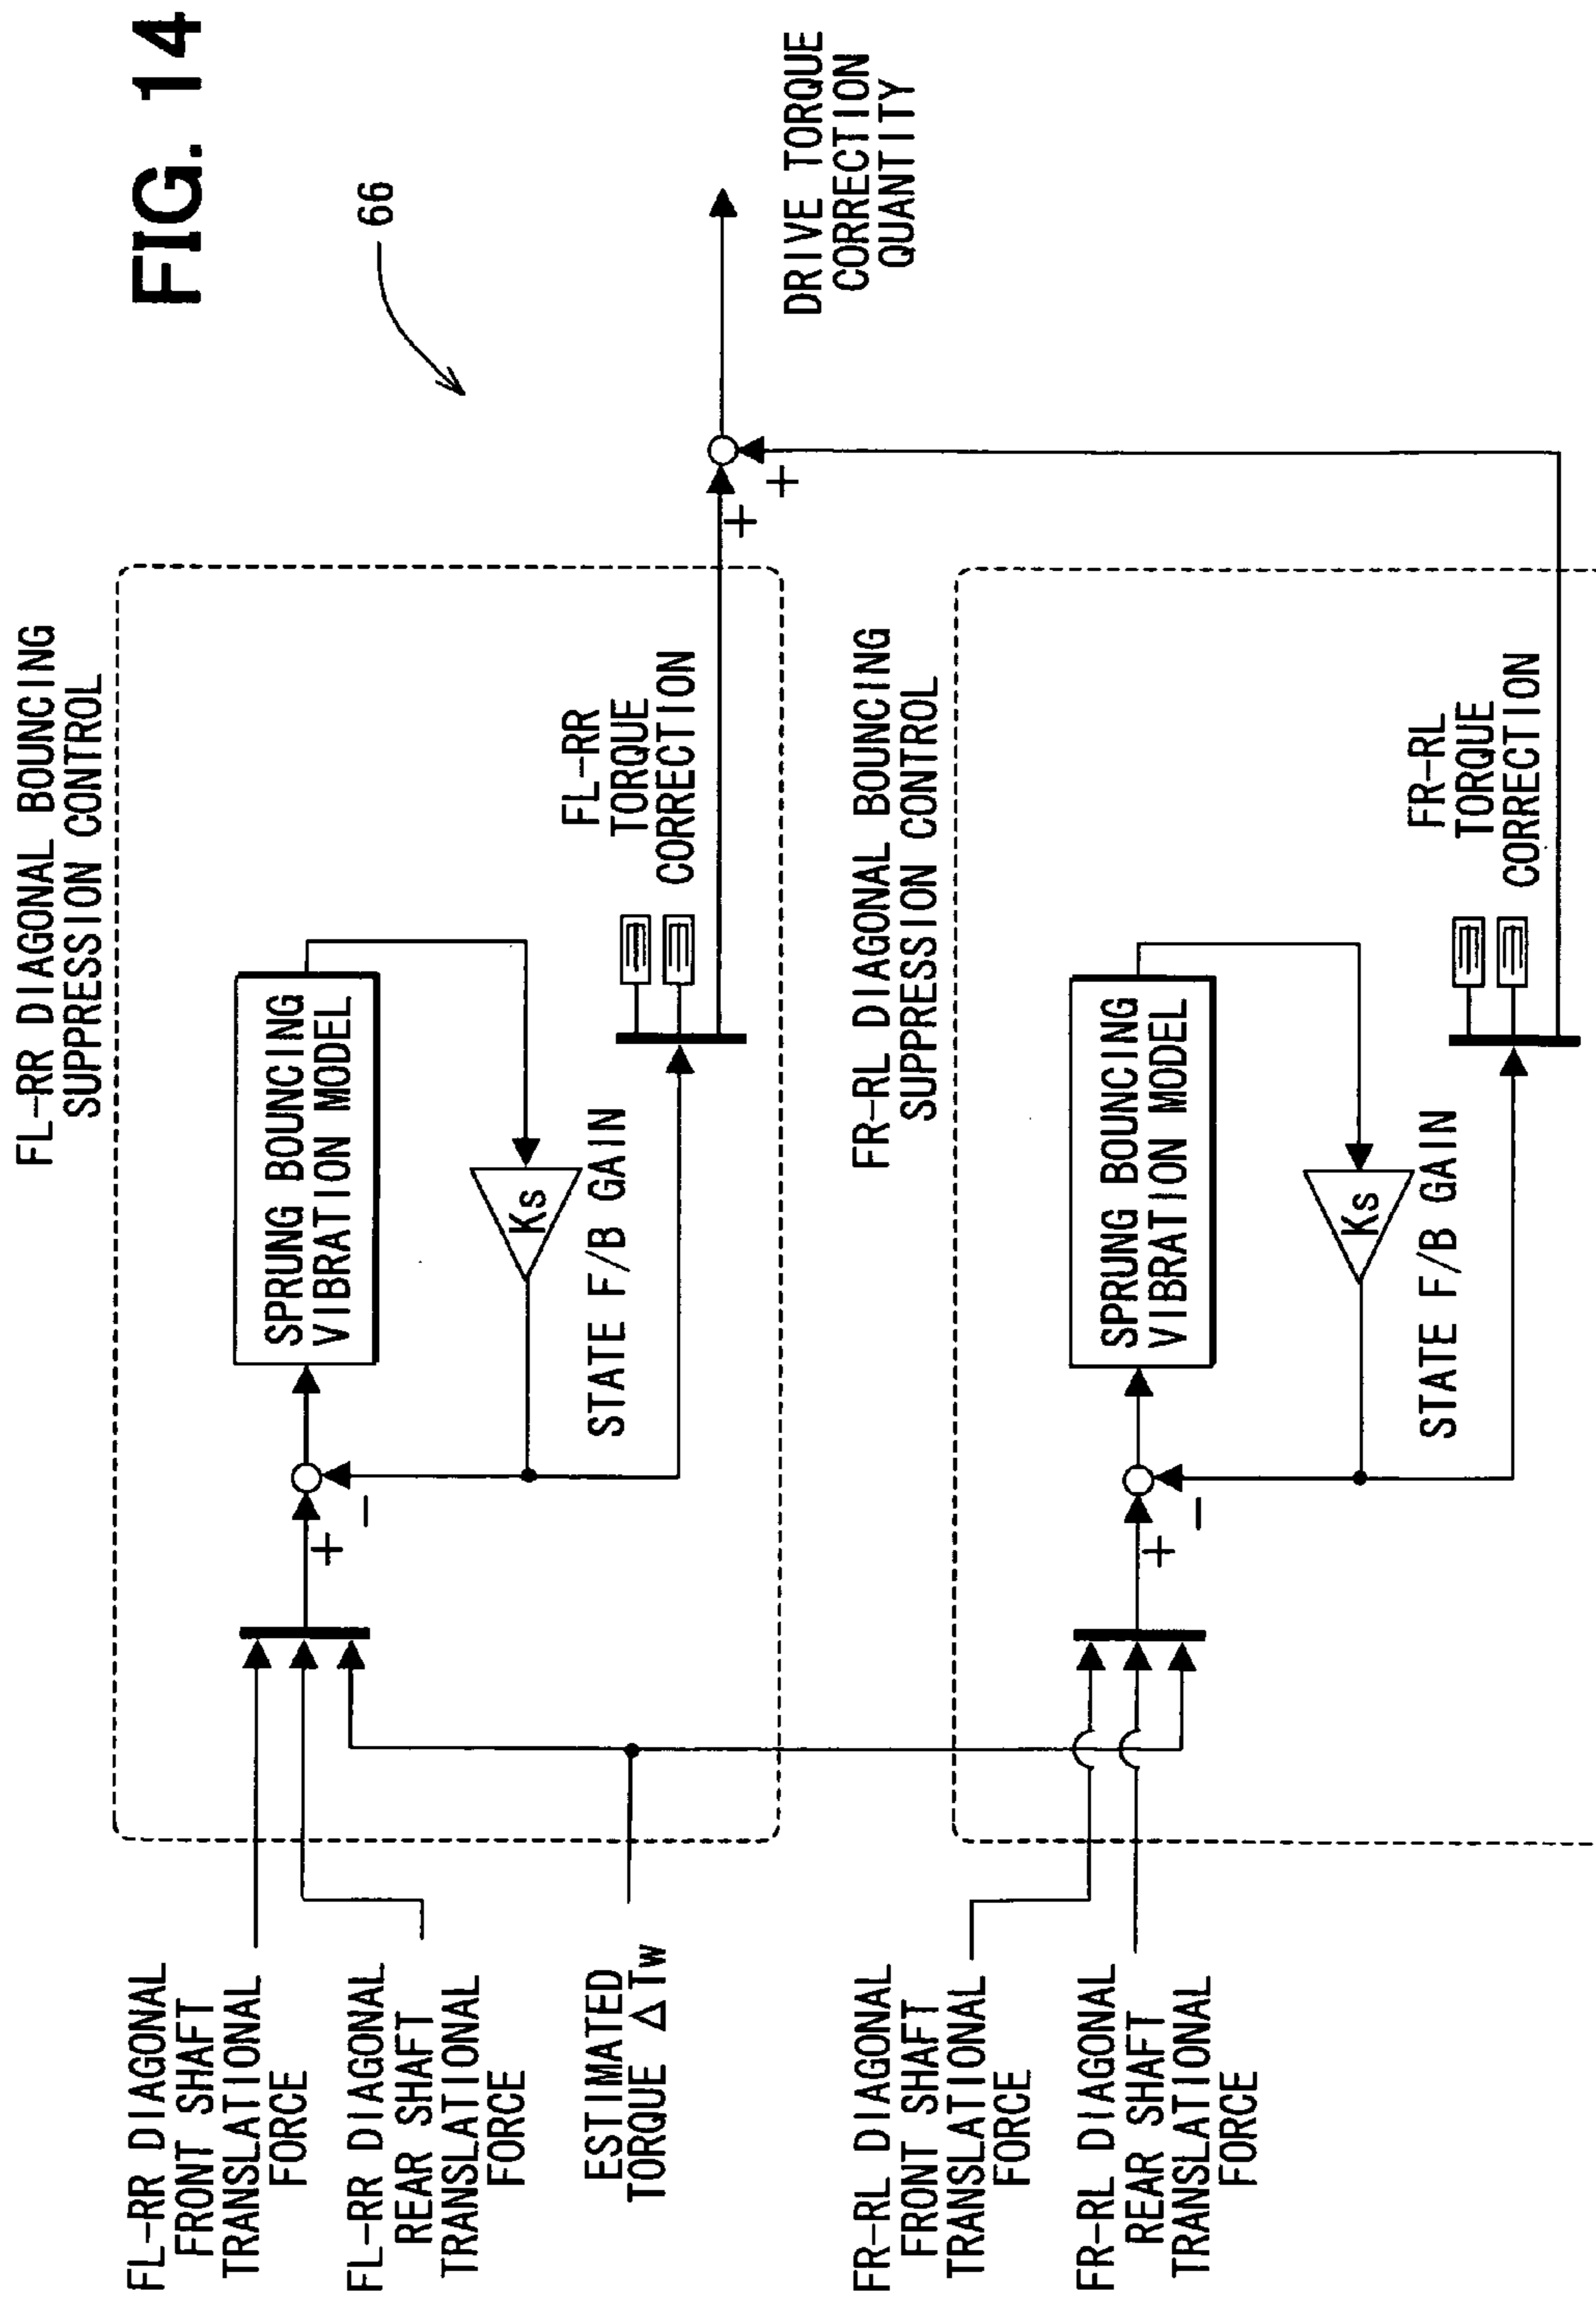 FIG. 14
66
FL-RR DIAGONAL BOUNCING
SUPPRESSION CONTROL
FL-RR DIAGONAL
FRONT SHAFT
TRANSLATIONAL
FORCE
FL-RR DIAGONAL
REAR SHAFT
TRANSLATIONAL
FORCE
ESTIMATED
TORQUE △Tw
+
−
SPRUNG BOUNCING
VIBRATION MODEL
Ks
STATE F/B GAIN
FL-RR
TORQUE
CORRECTION
+
+
DRIVE TORQUE
CORRECTION
QUANTITY
FR-RL DIAGONAL BOUNCING
SUPPRESSION CONTROL
FR-RL DIAGONAL
FRONT SHAFT
TRANSLATIONAL
FORCE
FR-RL DIAGONAL
REAR SHAFT
TRANSLATIONAL
FORCE
+
−
SPRUNG BOUNCING
VIBRATION MODEL
Ks
STATE F/B GAIN
FR-RL
TORQUE
CORRECTION